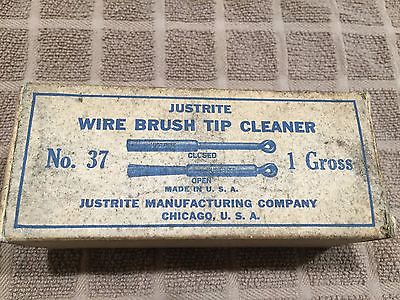 JUSTRITE
WIRE BRUSH TIP CLEANER
No. 37
CLOSED
1 Gross
OPEN
MADE IN U. S. A.
JUSTRITE MANUFACTURING COMPANY
CHICAGO, U. S. A.